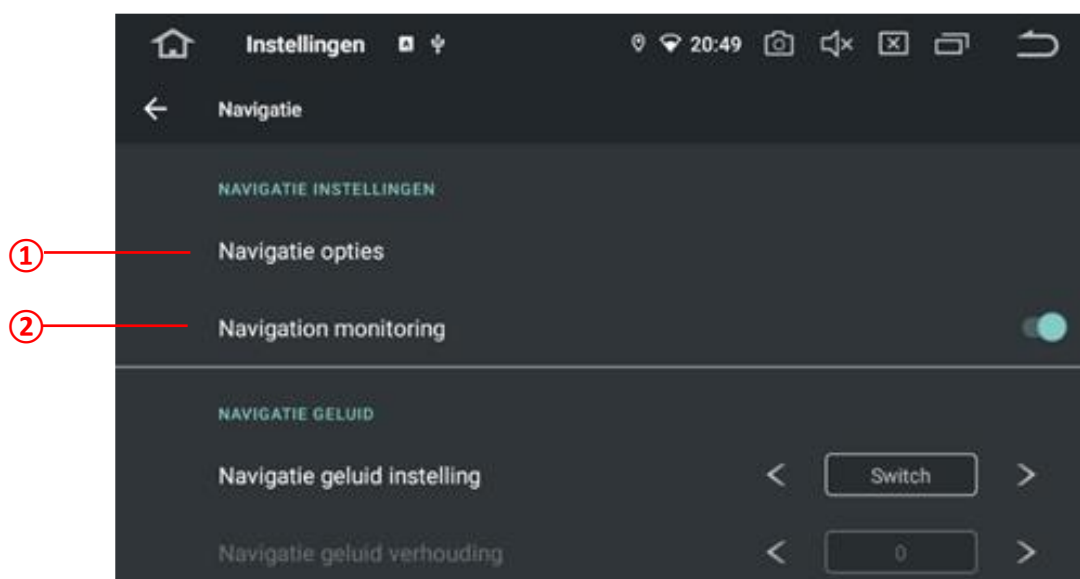 Instellingen 20:49
Navigatie
NAVIGATIE INSTELLINGEN
① Navigatie opties
② Navigation monitoring
NAVIGATIE GELUID
Navigatie geluid instelling < Switch >
Navigatie geluid verhouding < 0 >